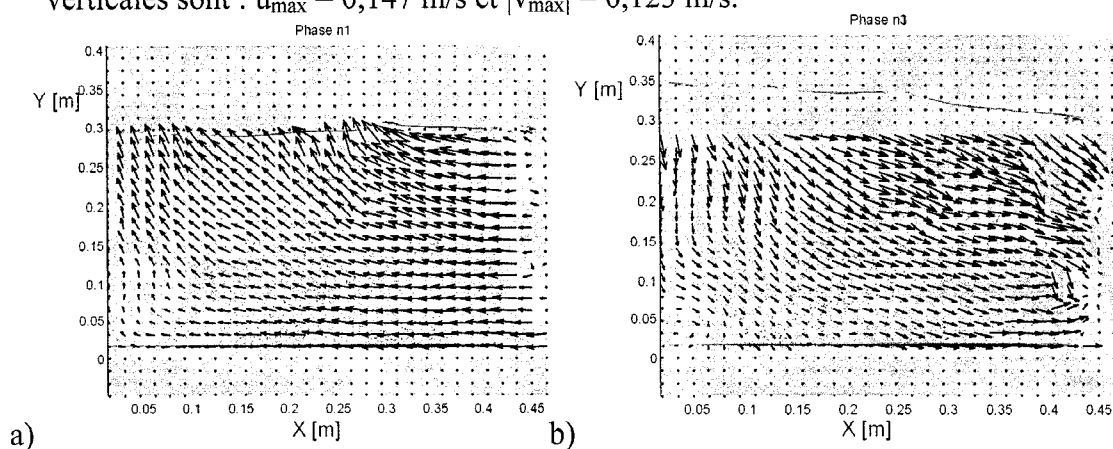 verticales sont : u_max = 0,147 m/s et |v_max| = 0,123 m/s.
Phase n1
Y [m]
0.4
0.35
0.3
0.25
0.2
0.15
0.1
0.05
0
0.05 0.1 0.15 0.2 0.25 0.3 0.35 0.4 0.45
X [m]
a)
Phase n3
Y [m]
0.4
0.35
0.3
0.25
0.2
0.15
0.1
0.05
0
0.05 0.1 0.15 0.2 0.25 0.3 0.35 0.4 0.45
X [m]
b)